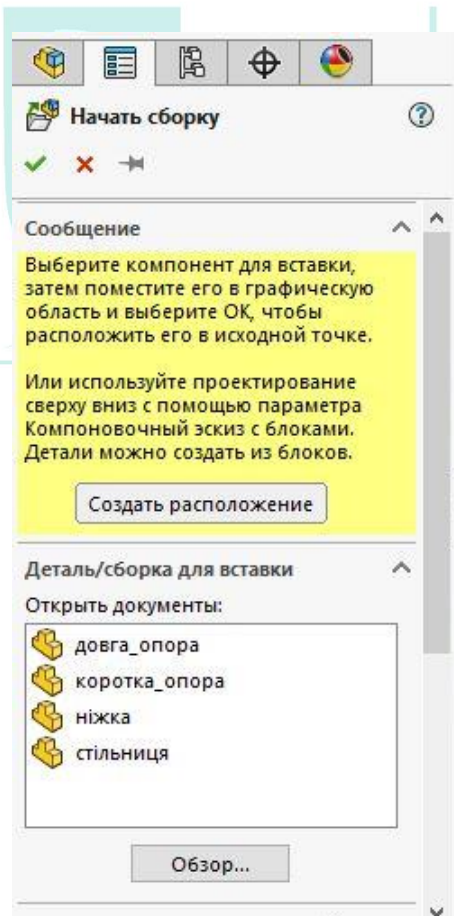 Начать сборку
Сообщение
Выберите компонент для вставки,
затем поместите его в графическую
область и выберите ОК, чтобы
расположить его в исходной точке.
Или используйте проектирование
сверху вниз с помощью параметра
Компоновочный эскиз с блоками.
Детали можно создать из блоков.
Создать расположение
Деталь/сборка для вставки
Открыть документы:
довга_опора
коротка_опора
ніжка
стільниця
Обзор...